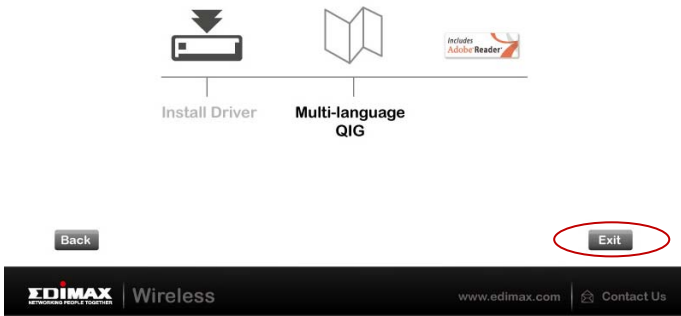 Includes
Adobe Reader
Install Driver
Multi-language
QIG
Back
Exit
EDIMAX
NETWORKING PEOPLE TOGETHER
Wireless
www.edimax.com
Contact Us